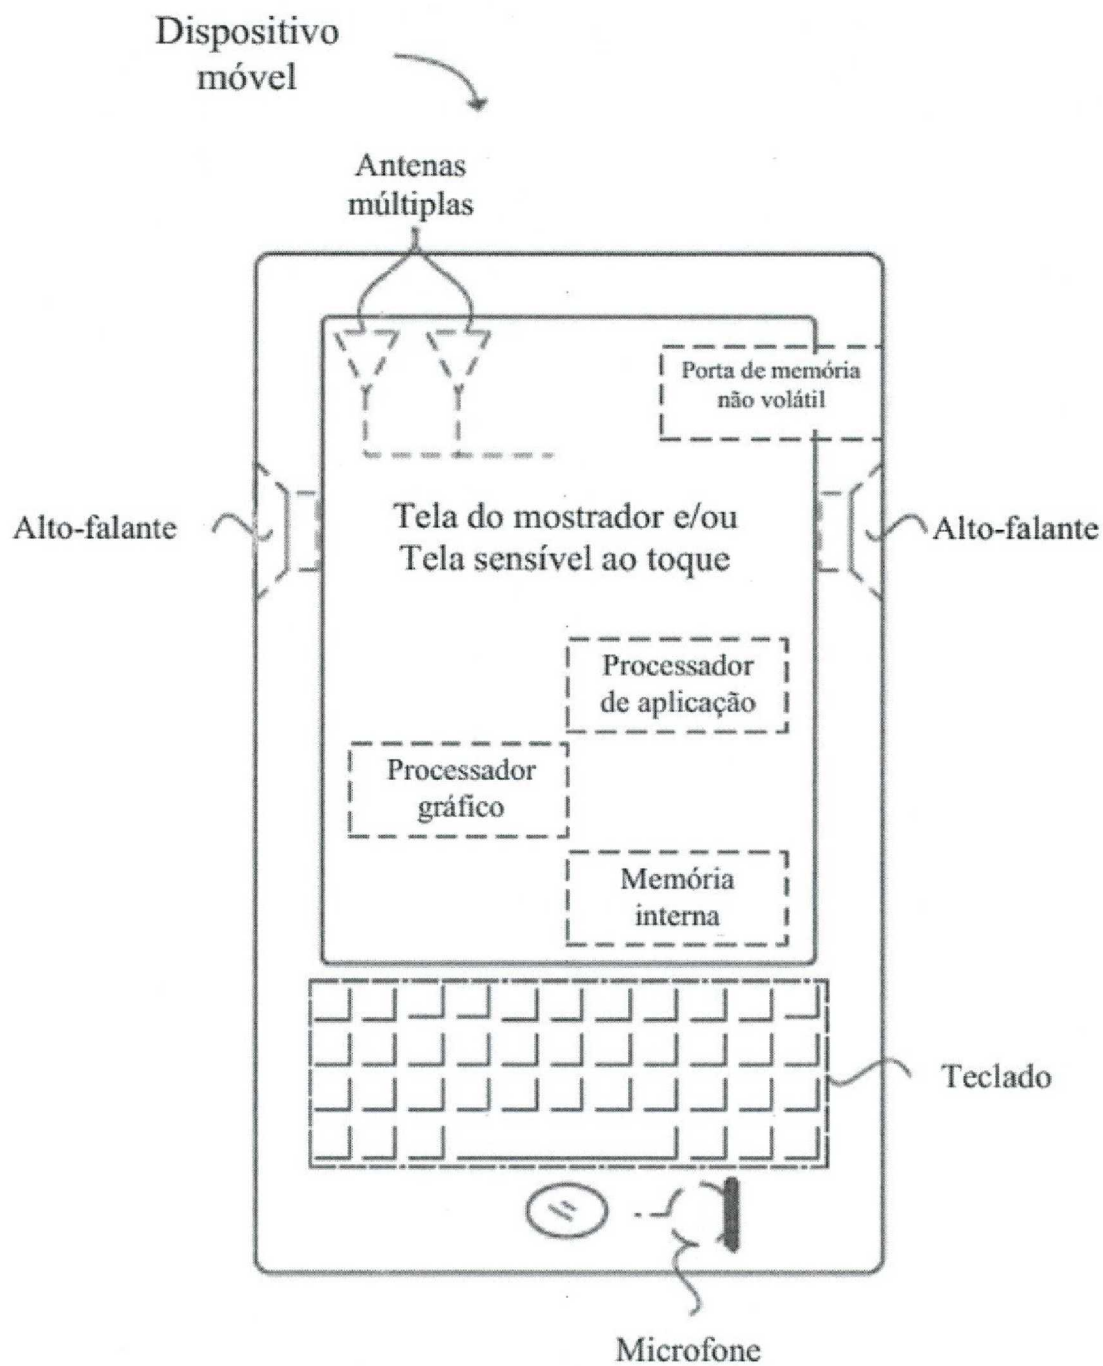 Dispositivo
móvel
Antenas
múltiplas
Porta de memória
não volátil
Alto-falante
Tela do mostrador e/ou
Tela sensível ao toque
Alto-falante
Processador
de aplicação
Processador
gráfico
Memória
interna
Teclado
Microfone